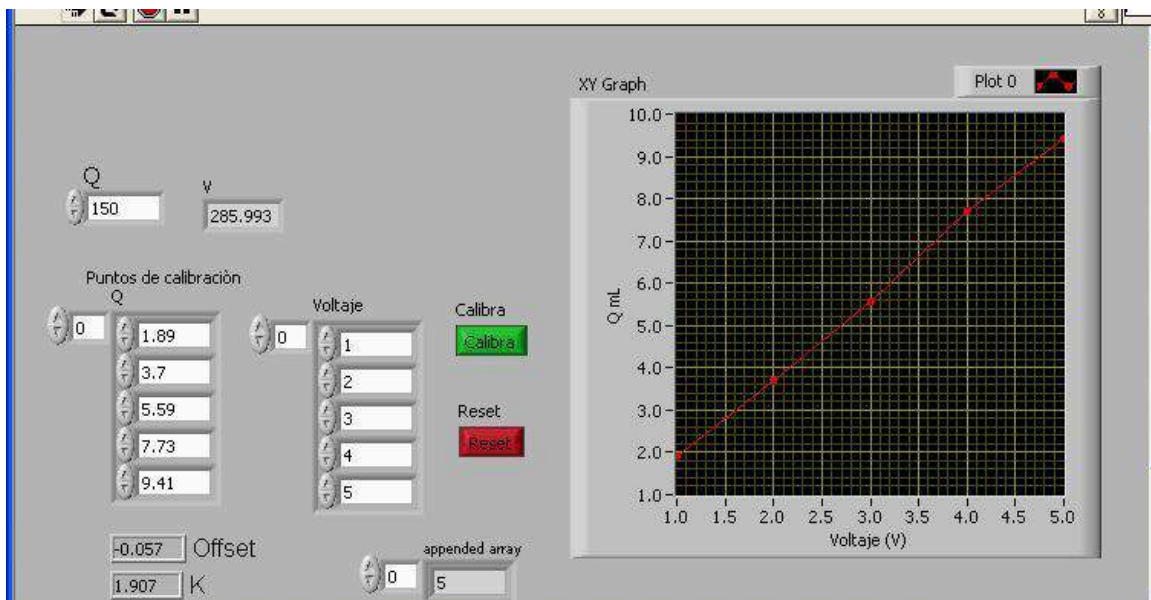 XY Graph
Plot 0
Q
150
V
285.993
Puntos de calibraciòn
Q
0
1.89
3.7
5.59
7.73
9.41
Voltaje
0
1
2
3
4
5
Calibra
Calibra
Reset
Reset
-0.057 Offset
1.907 K
appended array
0
5
10.0
9.0
8.0
7.0
6.0
5.0
4.0
3.0
2.0
1.0
Q mL
1.0 1.5 2.0 2.5 3.0 3.5 4.0 4.5 5.0
Voltaje (V)